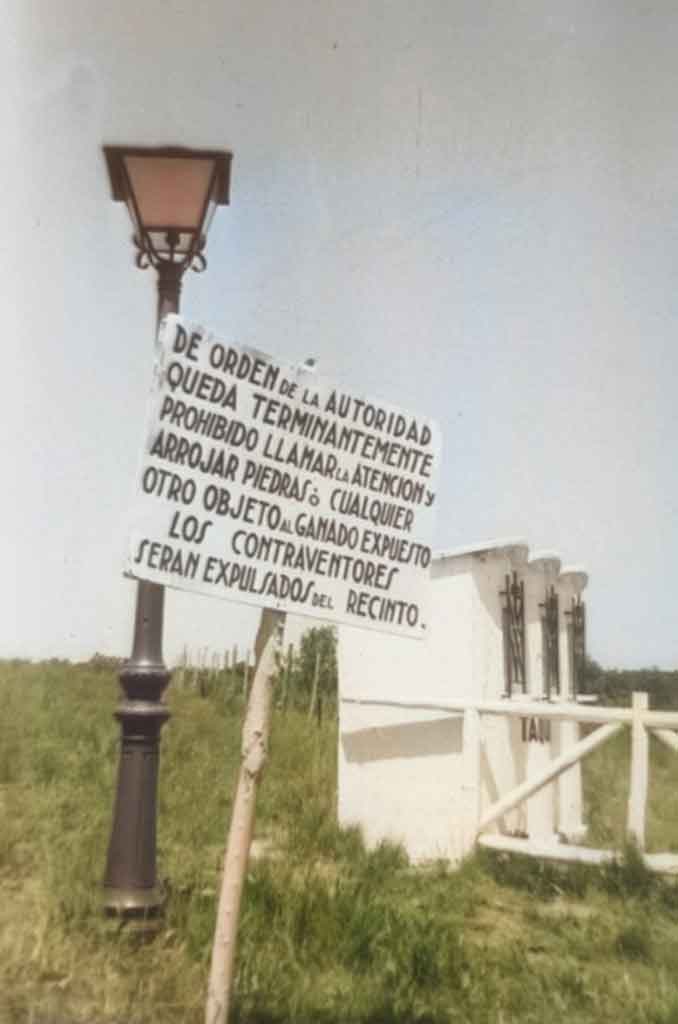 DE ORDEN DE LA AUTORIDAD
QUEDA TERMINANTEMENTE
PROHIBIDO LLAMAR LA ATENCION Y
ARROJAR PIEDRAS Ò CUALQUIER
OTRO OBJETO AL GANADO EXPUESTO
LOS CONTRAVENTORES
SERAN EXPULSADOS DEL RECINTO.